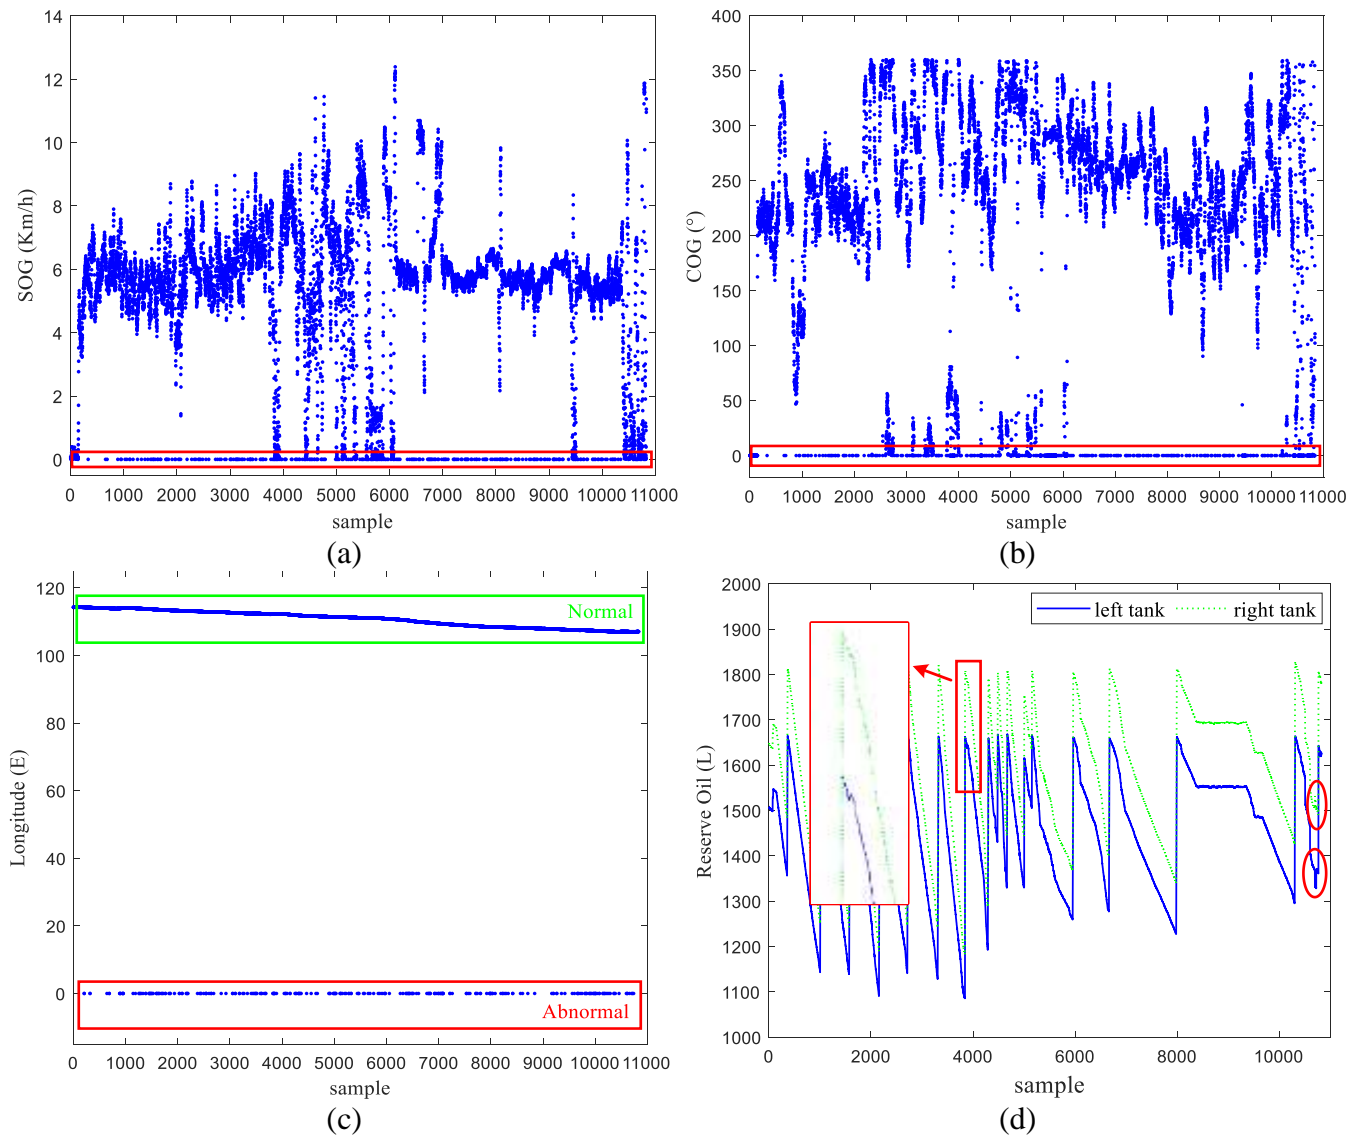 14
12
10
8
6
4
2
0
SOG (Km/h)
0 1000 2000 3000 4000 5000 6000 7000 8000 9000 10000 11000
sample
(a)
400
350
300
250
200
150
100
50
0
COG (°)
0 1000 2000 3000 4000 5000 6000 7000 8000 9000 10000 11000
sample
(b)
120
100
80
60
40
20
0
Longitude (E)
Normal
Abnormal
0 1000 2000 3000 4000 5000 6000 7000 8000 9000 10000 11000
sample
(c)
2000
1900
1800
1700
1600
1500
1400
1300
1200
1100
1000
Reserve Oil (L)
left tank right tank
0 2000 4000 6000 8000 10000
sample
(d)